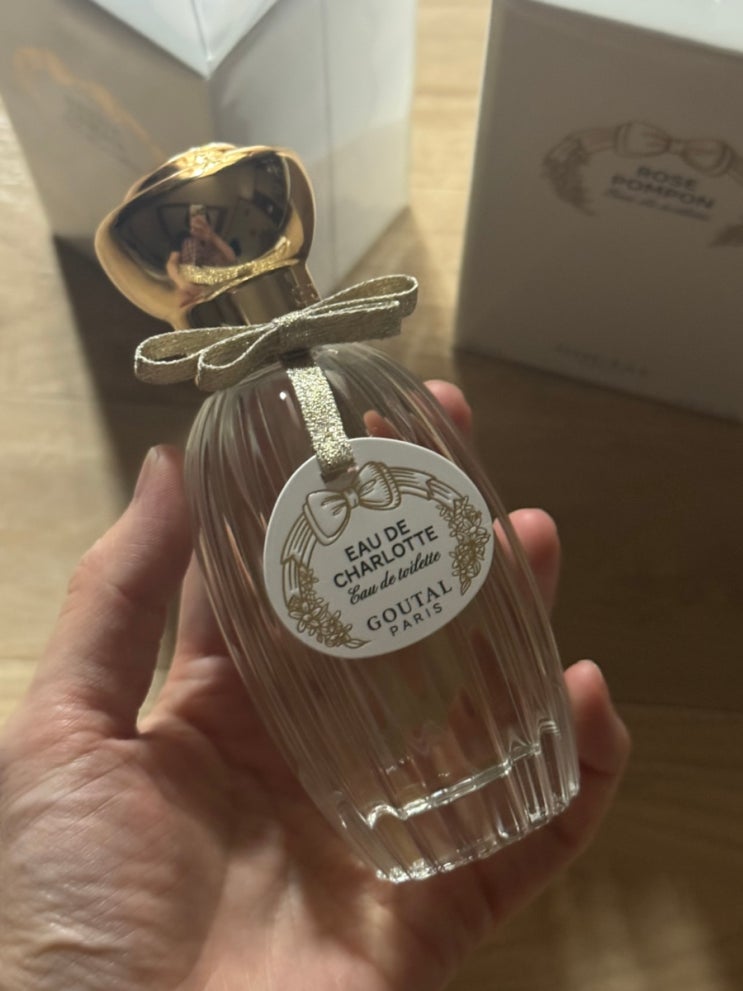 EAU DE
CHARLOTTE
Eau de toilette
GOUTAL
PARIS
ROSE
POMPON